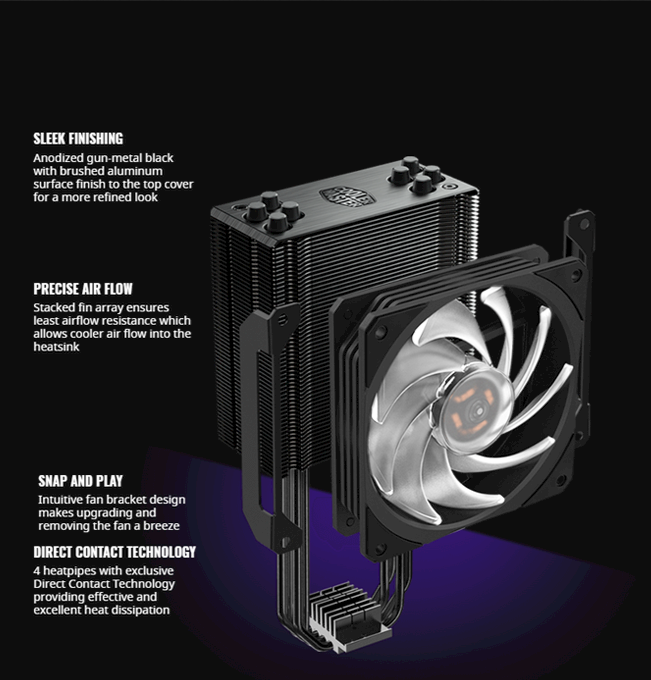 SLEEK FINISHING
Anodized gun-metal black
with brushed aluminum
surface finish to the top cover
for a more refined look
COOLER
MASTER
PRECISE AIR FLOW
Stacked fin array ensures
least airflow resistance which
allows cooler air flow into the
heatsink
SNAP AND PLAY
Intuitive fan bracket design
makes upgrading and
removing the fan a breeze
DIRECT CONTACT TECHNOLOGY
4 heatpipes with exclusive
Direct Contact Technology
providing effective and
excellent heat dissipation